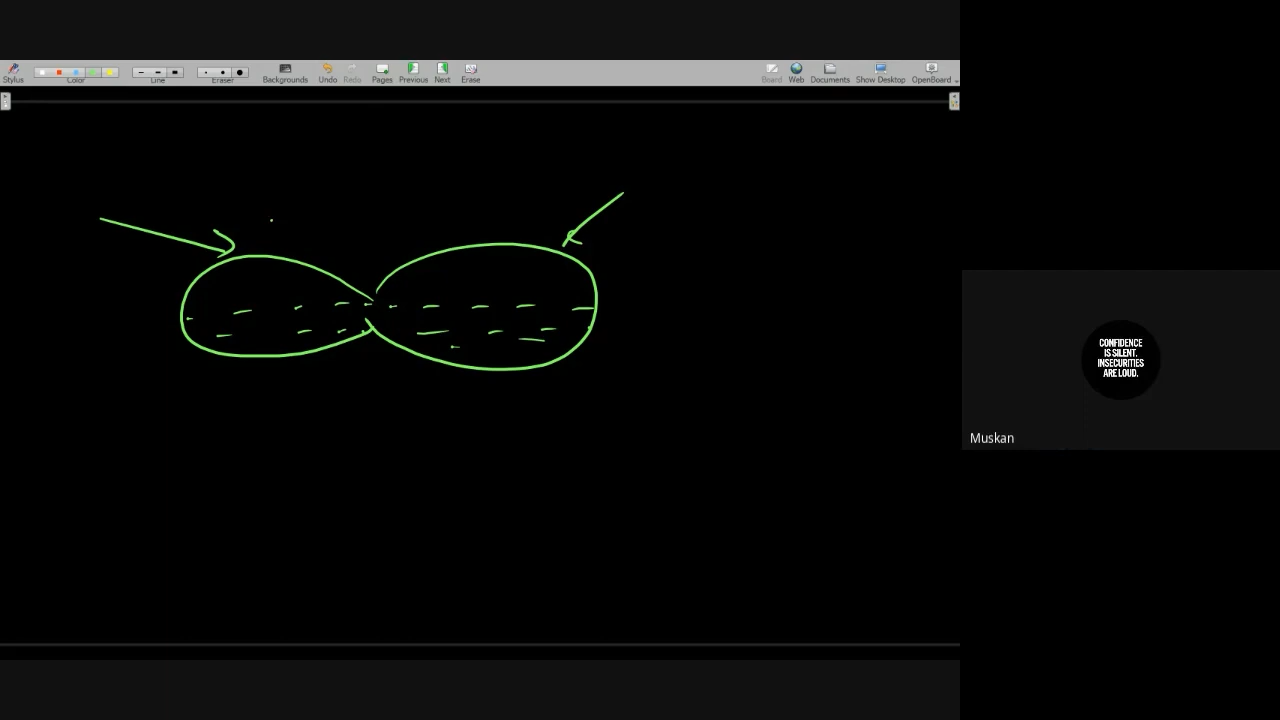 Stylus
Color
Line
Eraser
Backgrounds
Undo
Redo
Pages
Previous
Next
Erase
Board
Web
Documents
Show Desktop
OpenBoard
CONFIDENCE
IS SILENT.
INSECURITIES
ARE LOUD.
Muskan